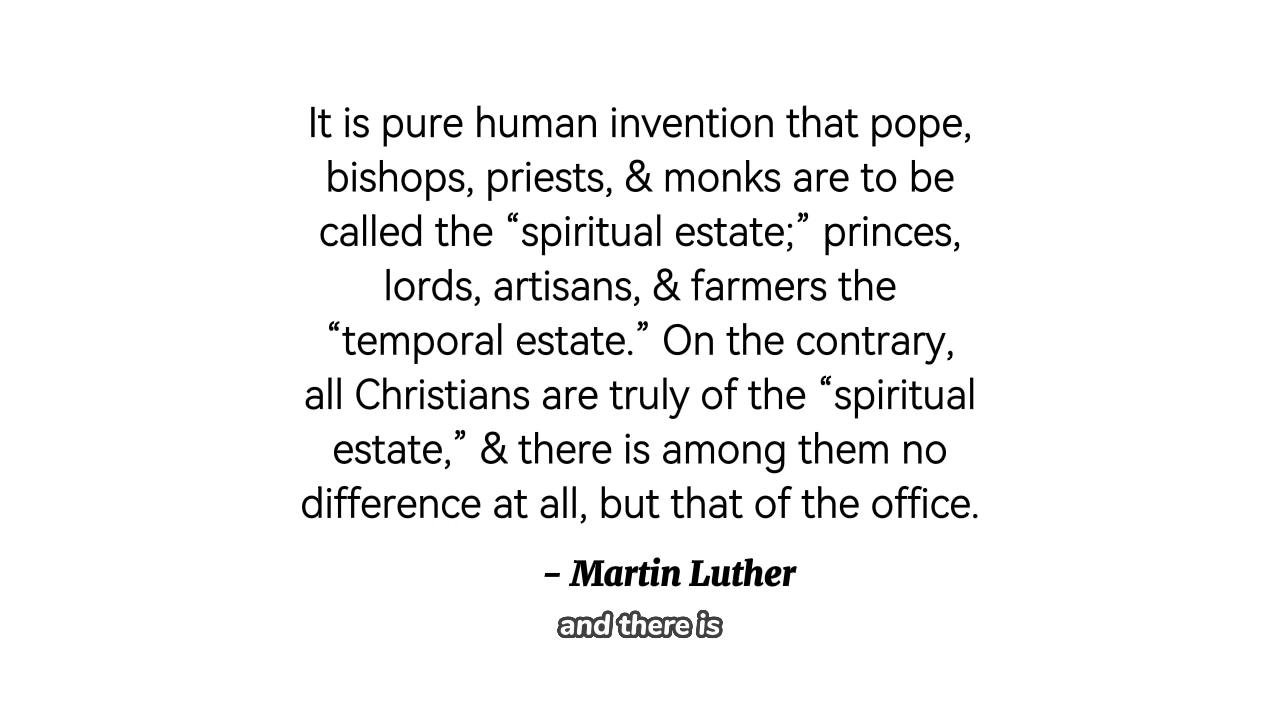 It is pure human invention that pope,
bishops, priests, & monks are to be
called the “spiritual estate;” princes,
lords, artisans, & farmers the
“temporal estate.” On the contrary,
all Christians are truly of the “spiritual
estate,” & there is among them no
difference at all, but that of the office.
– Martin Luther
and there is